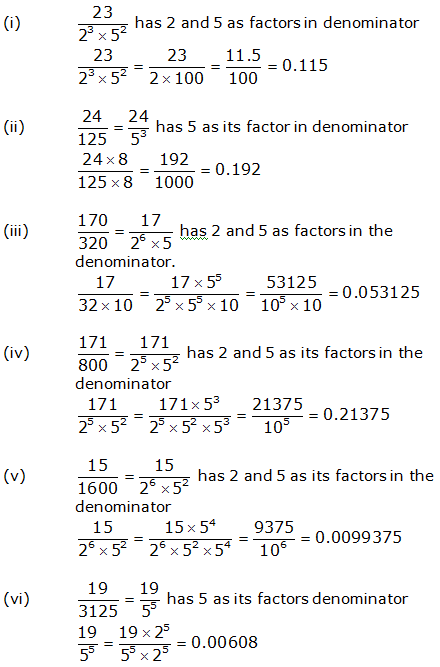 (i) 23/(2³ × 5²) has 2 and 5 as factors in denominator
23/(2³ × 5²) = 23/(2 × 100) = 11.5/100 = 0.115
(ii) 24/125 = 24/5³ has 5 as its factor in denominator
(24 × 8)/(125 × 8) = 192/1000 = 0.192
(iii) 170/320 = 17/(2⁶ × 5) has 2 and 5 as factors in the
denominator.
17/(32 × 10) = (17 × 5⁵)/(2⁵ × 5⁵ × 10) = 53125/(10⁵ × 10) = 0.053125
(iv) 171/800 = 171/(2⁵ × 5²) has 2 and 5 as its factors in the
denominator
171/(2⁵ × 5²) = (171 × 5³)/(2⁵ × 5² × 5³) = 21375/10⁵ = 0.21375
(v) 15/1600 = 15/(2⁶ × 5²) has 2 and 5 as its factors in the
denominator
15/(2⁶ × 5²) = (15 × 5⁴)/(2⁶ × 5² × 5⁴) = 9375/10⁶ = 0.0099375
(vi) 19/3125 = 19/5⁵ has 5 as its factors denominator
19/5⁵ = (19 × 2⁵)/(5⁵ × 2⁵) = 0.00608